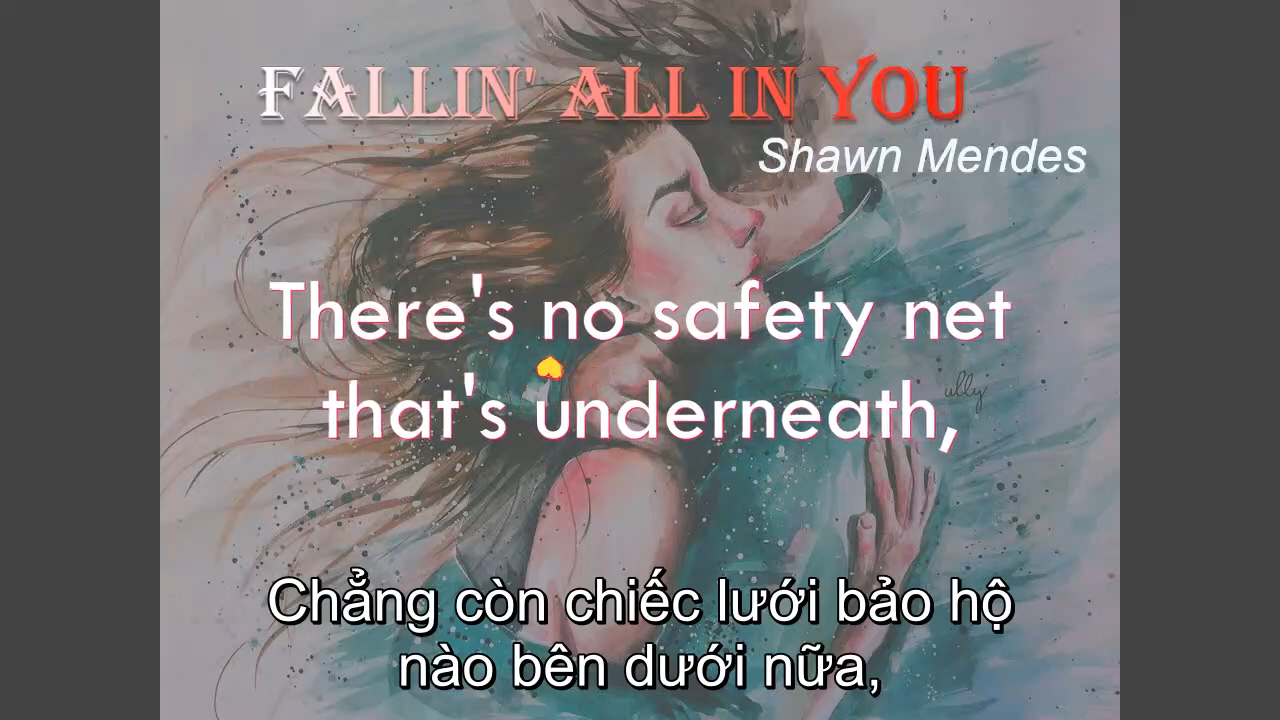 FALLIN' ALL IN YOU
Shawn Mendes
There's no safety net
that's underneath,
ully
Chẳng còn chiếc lưới bảo hộ
nào bên dưới nữa,